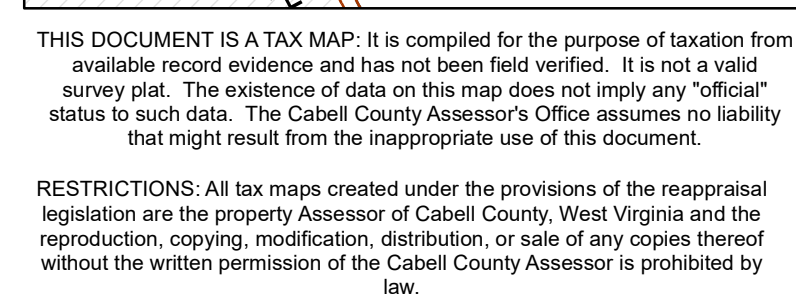 THIS DOCUMENT IS A TAX MAP: It is compiled for the purpose of taxation from
available record evidence and has not been field verified.  It is not a valid
survey plat.  The existence of data on this map does not imply any "official"
status to such data.  The Cabell County Assessor's Office assumes no liability
that might result from the inappropriate use of this document.
RESTRICTIONS: All tax maps created under the provisions of the reappraisal
legislation are the property Assessor of Cabell County, West Virginia and the
reproduction, copying, modification, distribution, or sale of any copies thereof
without the written permission of the Cabell County Assessor is prohibited by
law.